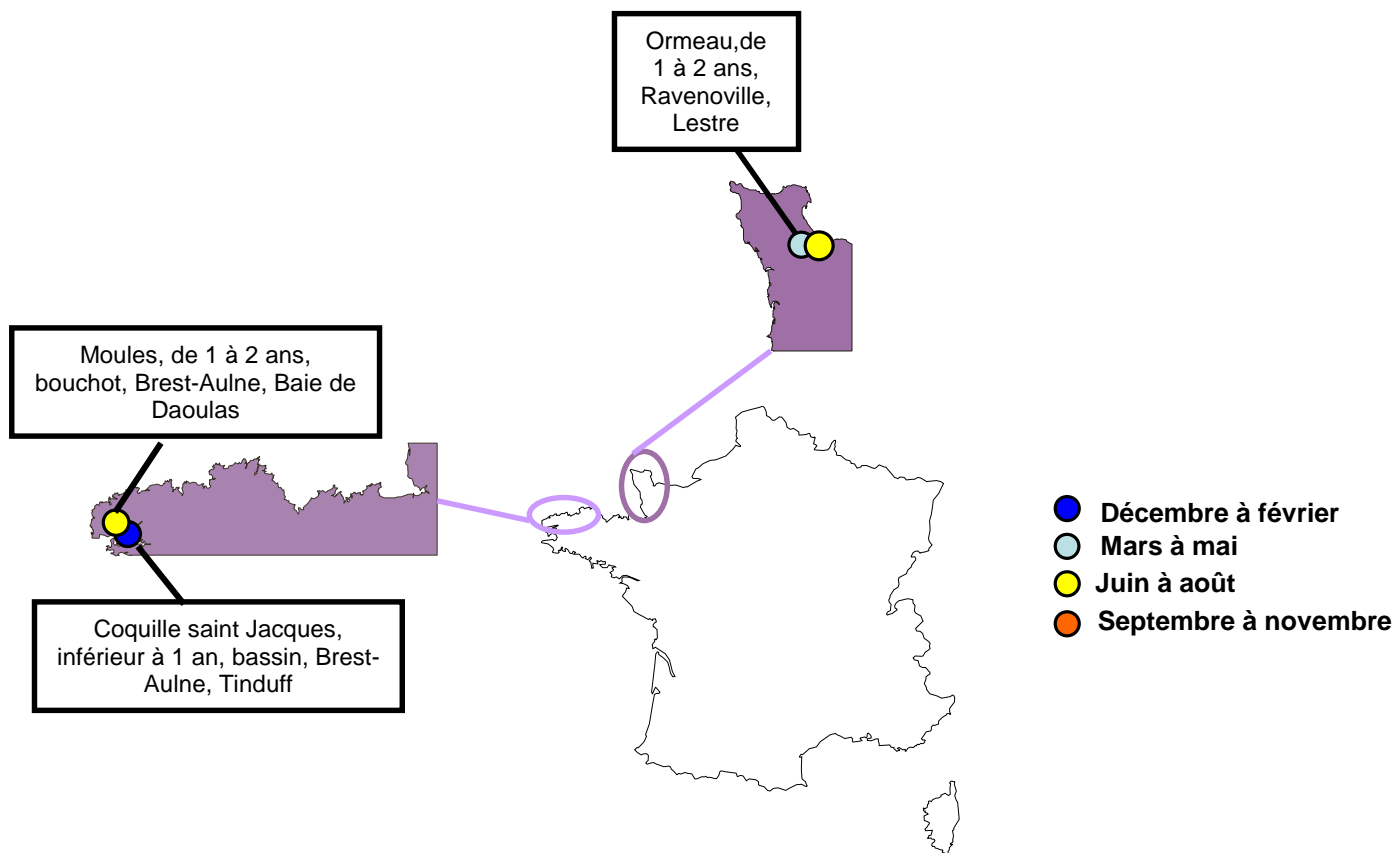 Ormeau,de
1 à 2 ans,
Ravenoville,
Lestre
Moules, de 1 à 2 ans,
bouchot, Brest-Aulne, Baie de
Daoulas
Coquille saint Jacques,
inférieur à 1 an, bassin, Brest-
Aulne, Tinduff
Décembre à février
Mars à mai
Juin à août
Septembre à novembre